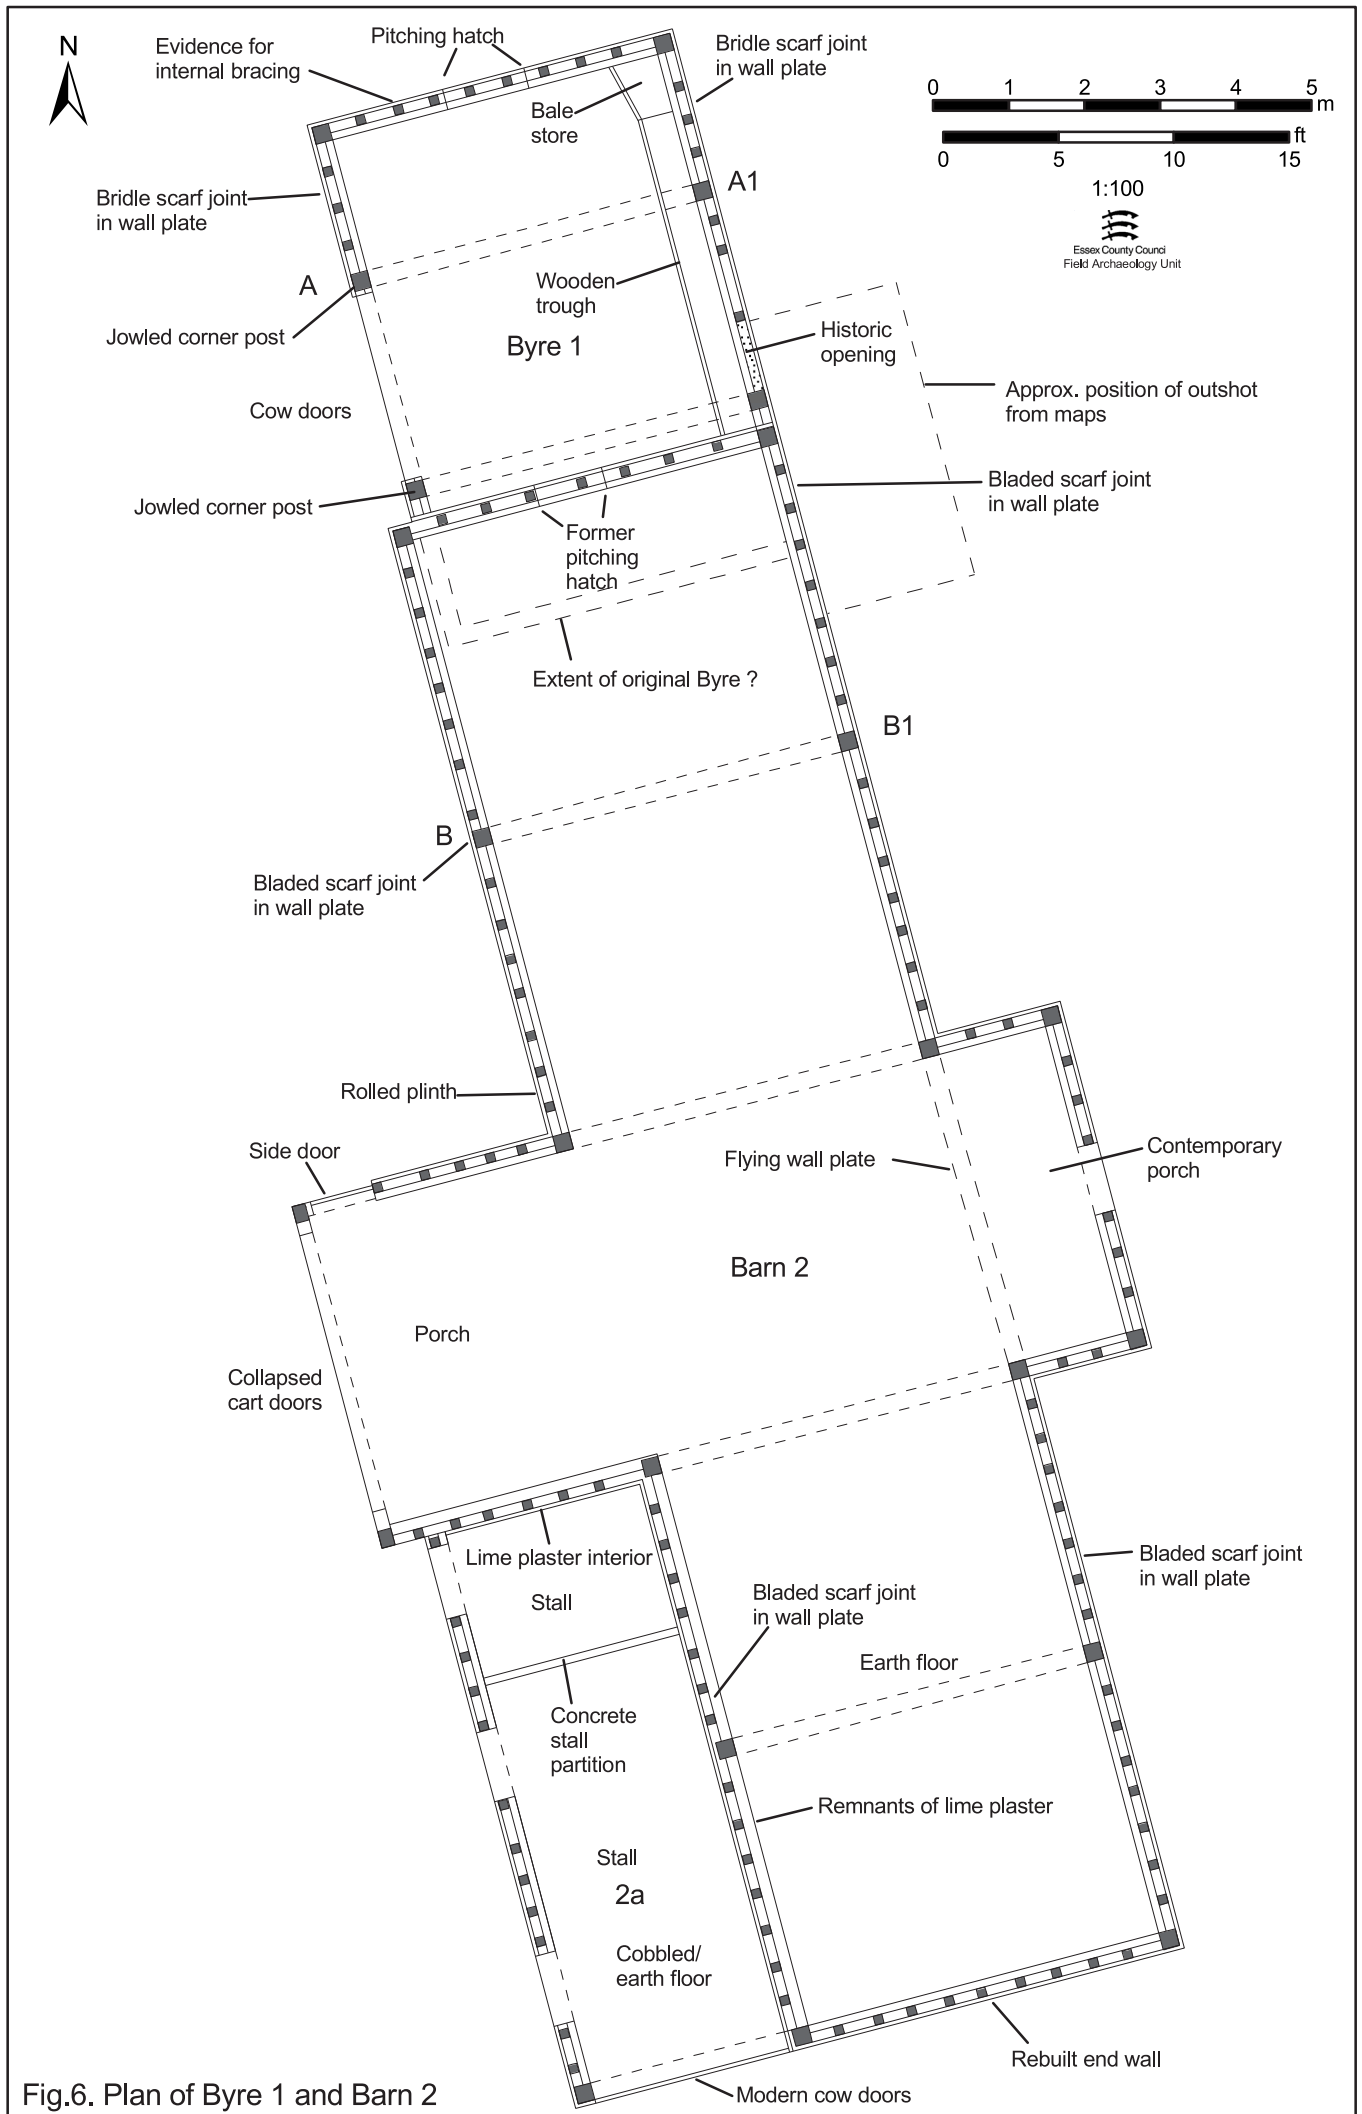 N
Evidence for
internal bracing
Pitching hatch
Bridle scarf joint
in wall plate
0 1 2 3 4 5
m
ft
0 5 10 15
1:100
Essex County Counci
Field Archaeology Unit
Bale
store
Bridle scarf joint
in wall plate
A1
A
Wooden
trough
Jowled corner post
Byre 1
Historic
opening
Approx. position of outshot
from maps
Cow doors
Jowled corner post
Bladed scarf joint
in wall plate
Former
pitching
hatch
Extent of original Byre ?
B1
B
Bladed scarf joint
in wall plate
Rolled plinth
Side door
Flying wall plate
Contemporary
porch
Barn 2
Porch
Collapsed
cart doors
Lime plaster interior
Stall
Bladed scarf joint
in wall plate
Bladed scarf joint
in wall plate
Earth floor
Concrete
stall
partition
Remnants of lime plaster
Stall
2a
Cobbled/
earth floor
Rebuilt end wall
Modern cow doors
Fig.6. Plan of Byre 1 and Barn 2